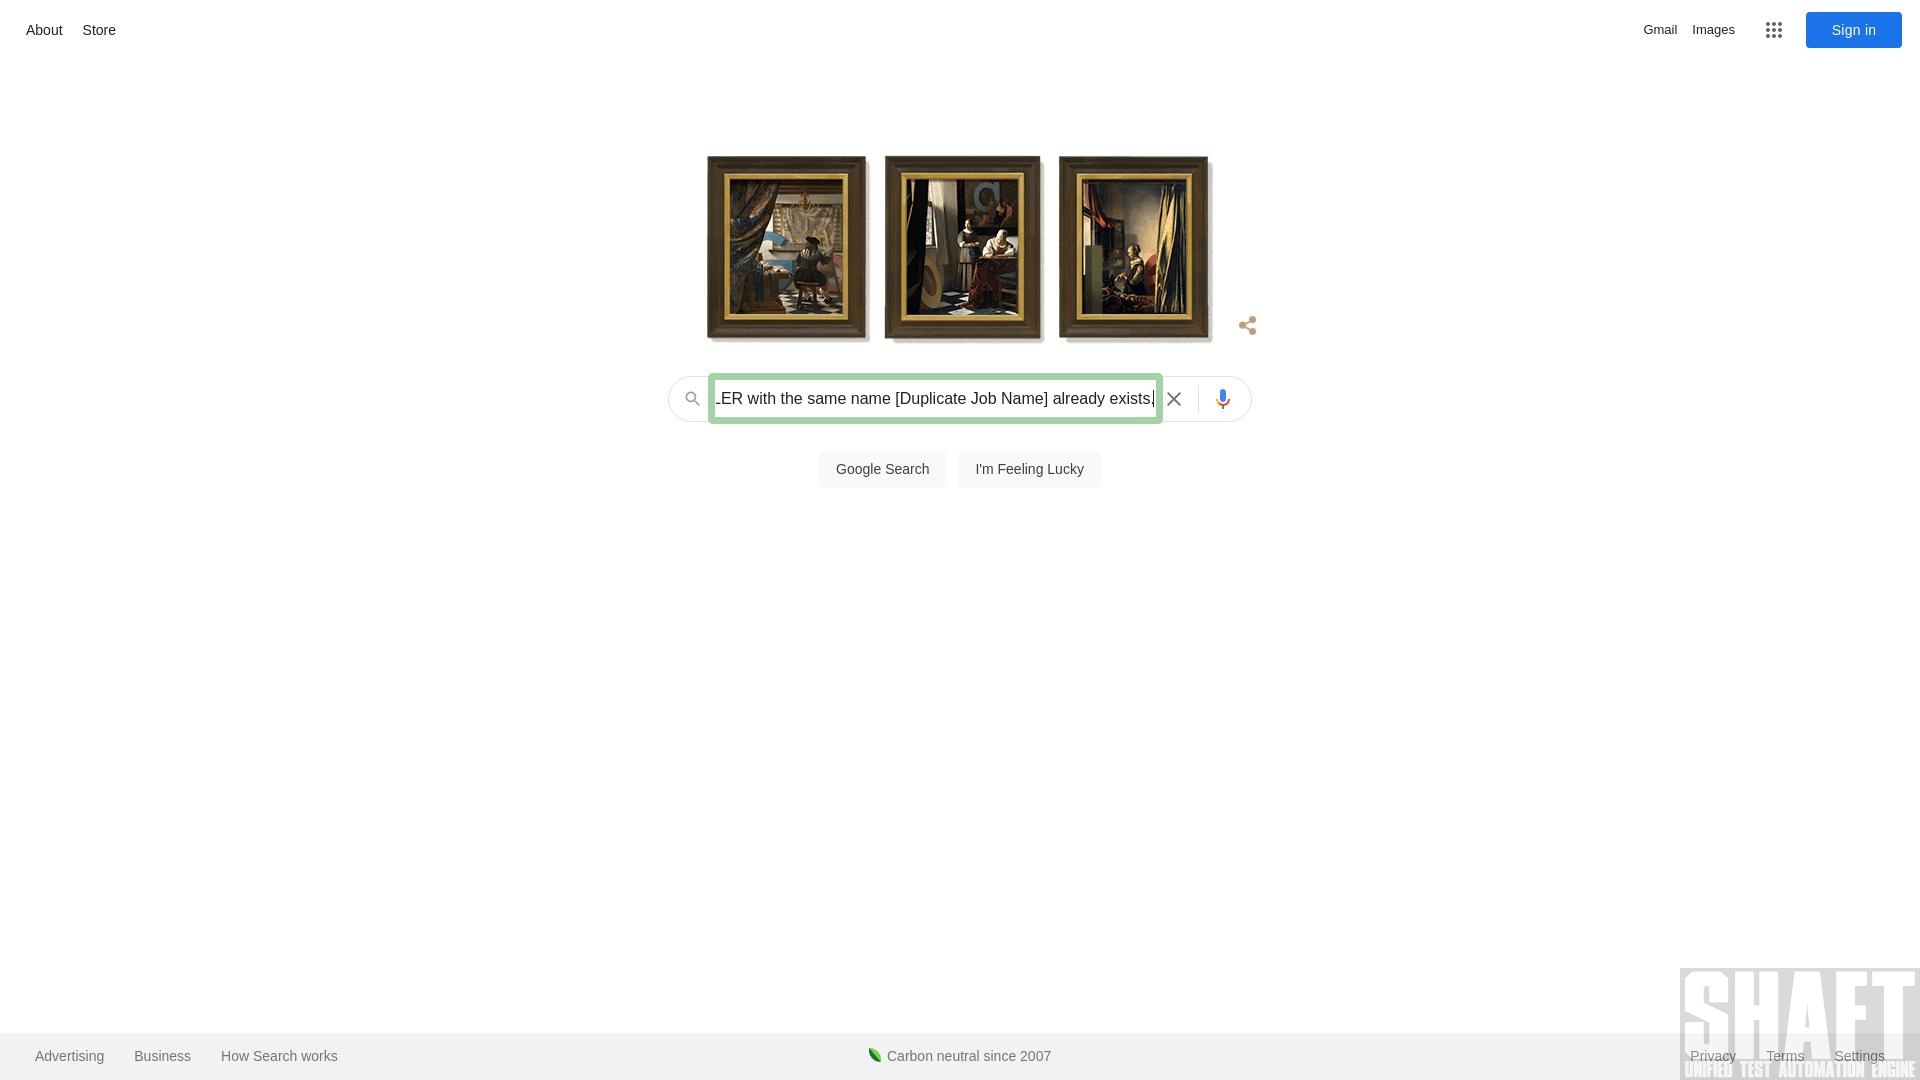 About Store
Gmail Images Sign in
LER with the same name [Duplicate Job Name] already exists.
Google Search I'm Feeling Lucky
Advertising Business How Search works
Carbon neutral since 2007
Privacy Terms Settings
SHAFT
UNIFIED TEST AUTOMATION ENGINE